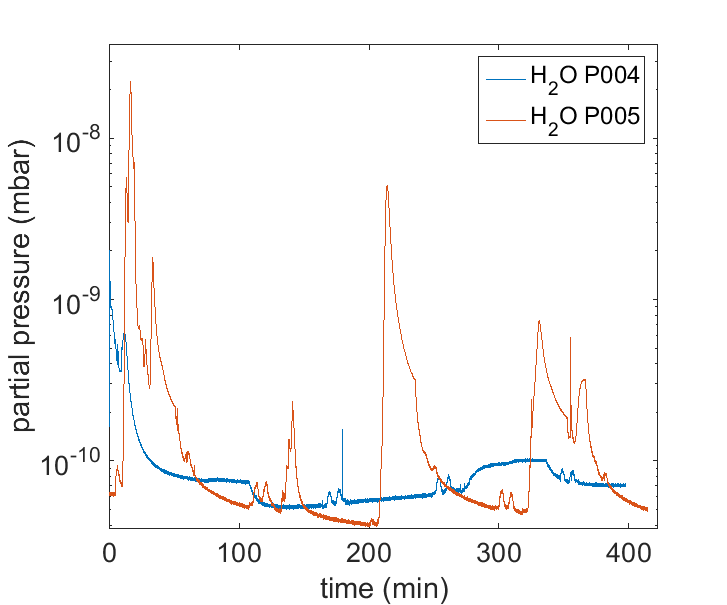 H2O P004
H2O P005
10^-8
10^-9
10^-10
partial pressure (mbar)
0 100 200 300 400
time (min)